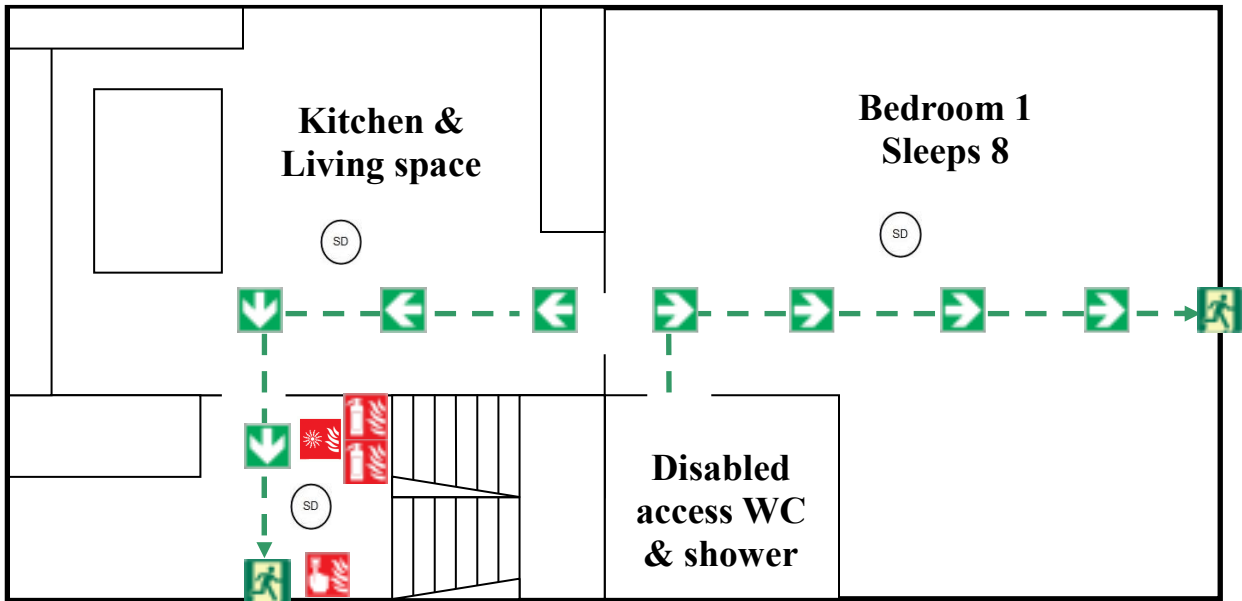 Kitchen &
Living space
Bedroom 1
Sleeps 8
SD
SD
Disabled
access WC
& shower
SD